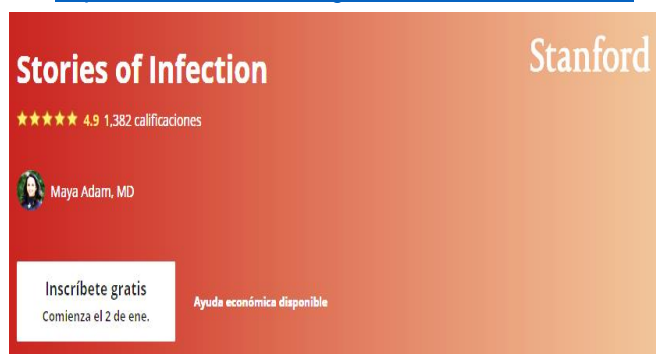 Stories of Infection
Stanford
4.9 1,382 calificaciones
Maya Adam, MD
Inscríbete gratis
Comienza el 2 de ene.
Ayuda económica disponible